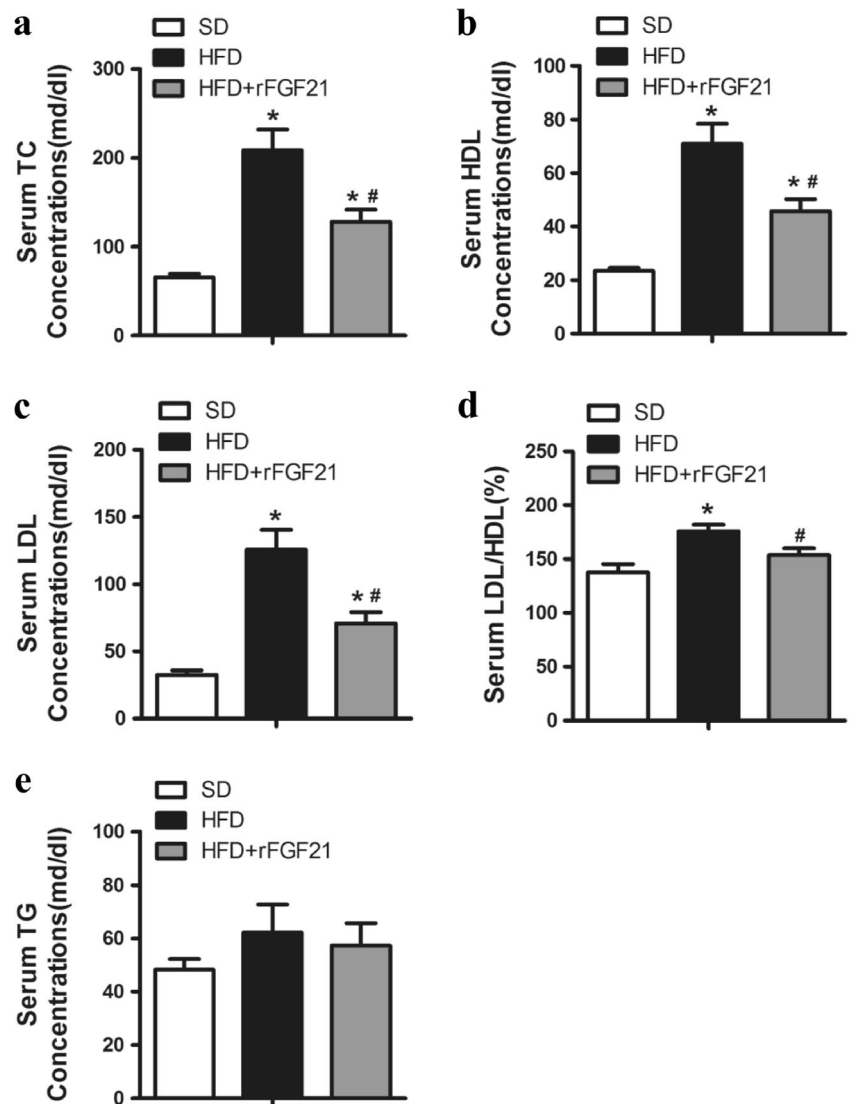 a
SD
HFD
HFD+rFGF21
Serum TC
Concentrations(md/dl)
300
200
100
0
*
* #
b
SD
HFD
HFD+rFGF21
Serum HDL
Concentrations(md/dl)
100
80
60
40
20
0
*
* #
c
SD
HFD
HFD+rFGF21
Serum LDL
Concentrations(md/dl)
200
150
100
50
0
*
* #
d
SD
HFD
HFD+rFGF21
Serum LDL/HDL(%)
250
200
150
100
50
0
*
#
e
SD
HFD
HFD+rFGF21
Serum TG
Concentrations(md/dl)
100
80
60
40
20
0